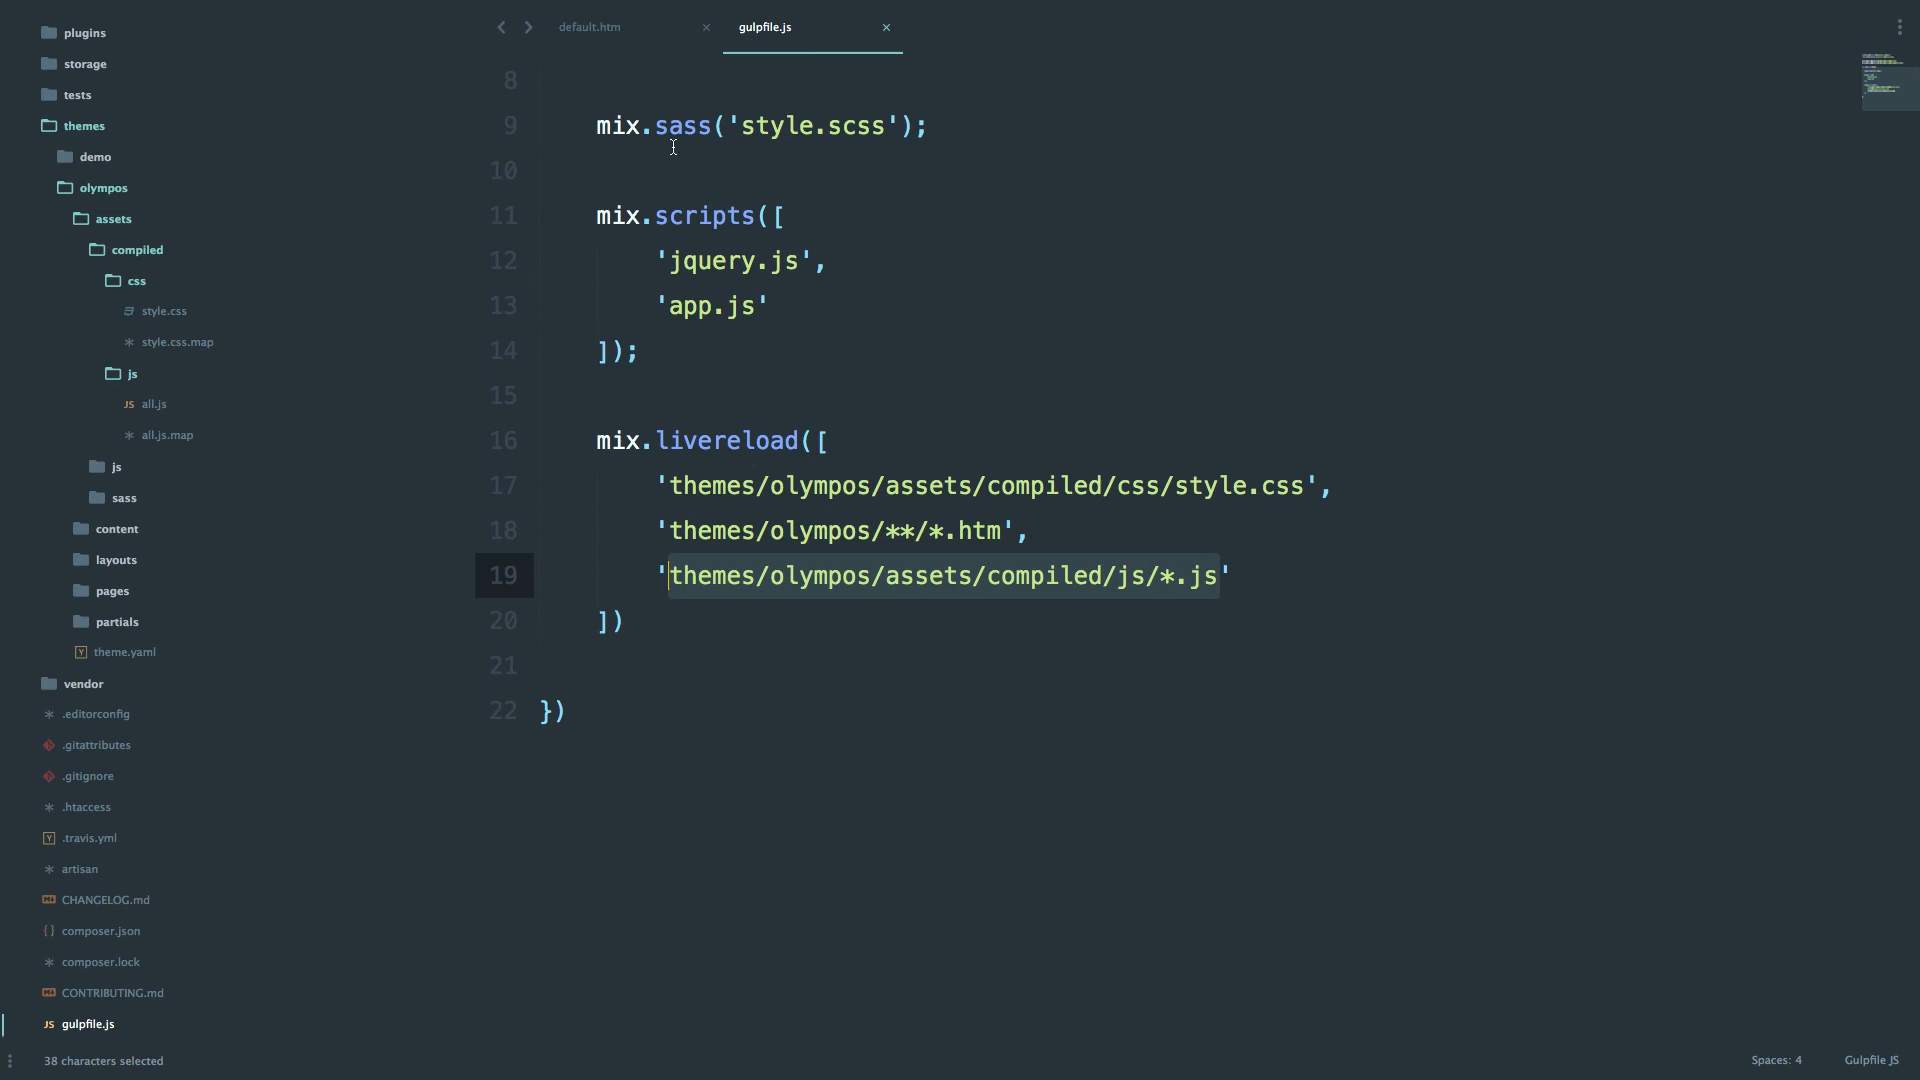 plugins
storage
tests
themes
demo
olympos
assets
compiled
css
style.css
style.css.map
js
all.js
all.js.map
js
sass
content
layouts
pages
partials
theme.yaml
vendor
.editorconfig
.gitattributes
.gitignore
.htaccess
.travis.yml
artisan
CHANGELOG.md
composer.json
composer.lock
CONTRIBUTING.md
JS gulpfile.js
default.htm
gulpfile.js
8
9 mix.sass('style.scss');
10
11 mix.scripts([
12 'jquery.js',
13 'app.js'
14 ]);
15
16 mix.livereload([
17 'themes/olympos/assets/compiled/css/style.css',
18 'themes/olympos/**/*.htm',
19 'themes/olympos/assets/compiled/js/*.js'
20 ])
21
22 })
38 characters selected
Spaces: 4
Gulpfile JS